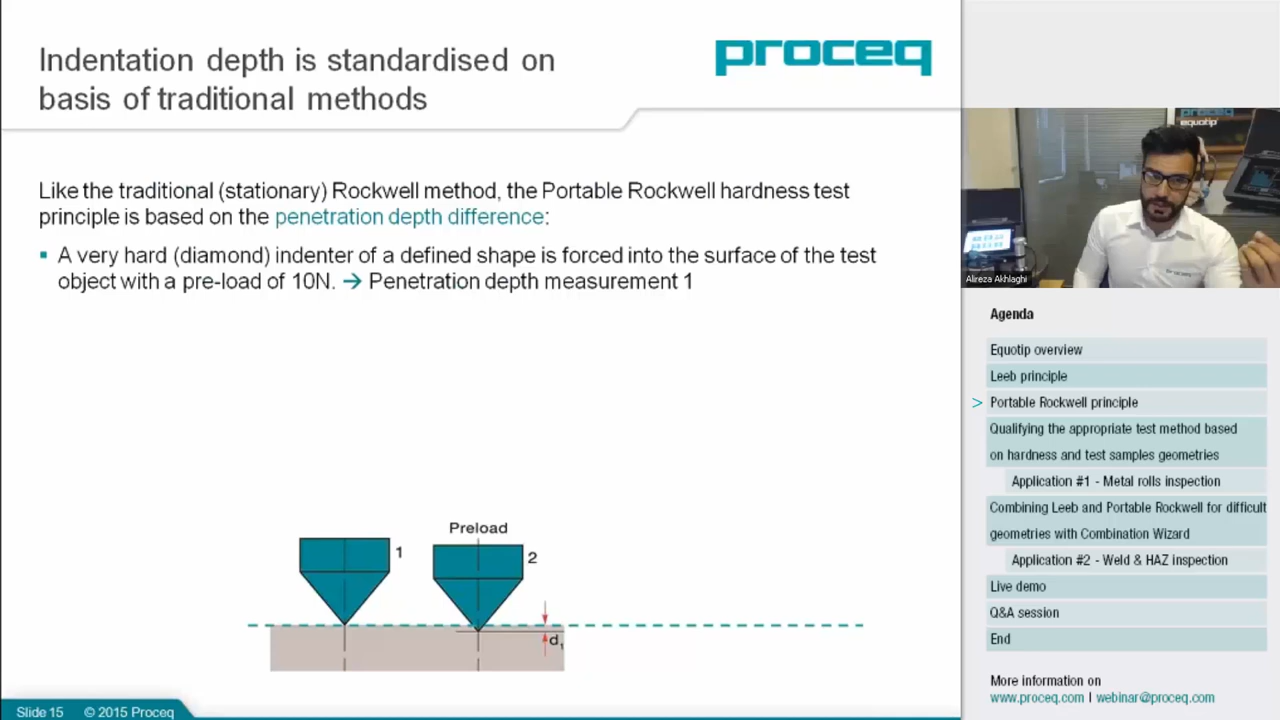 Indentation depth is standardised on
basis of traditional methods
proceq
Like the traditional (stationary) Rockwell method, the Portable Rockwell hardness test
principle is based on the penetration depth difference:
▪ A very hard (diamond) indenter of a defined shape is forced into the surface of the test
object with a pre-load of 10N. → Penetration depth measurement 1
1
Preload
2
d₁
Slide 15 © 2015 Proceq
proceq
equotip
proceq
Alireza Akhlaghi
Agenda
Equotip overview
Leeb principle
> Portable Rockwell principle
Qualifying the appropriate test method based
on hardness and test samples geometries
Application #1 - Metal rolls inspection
Combining Leeb and Portable Rockwell for difficult
geometries with Combination Wizard
Application #2 - Weld & HAZ inspection
Live demo
Q&A session
End
More information on
www.proceq.com | webinar@proceq.com